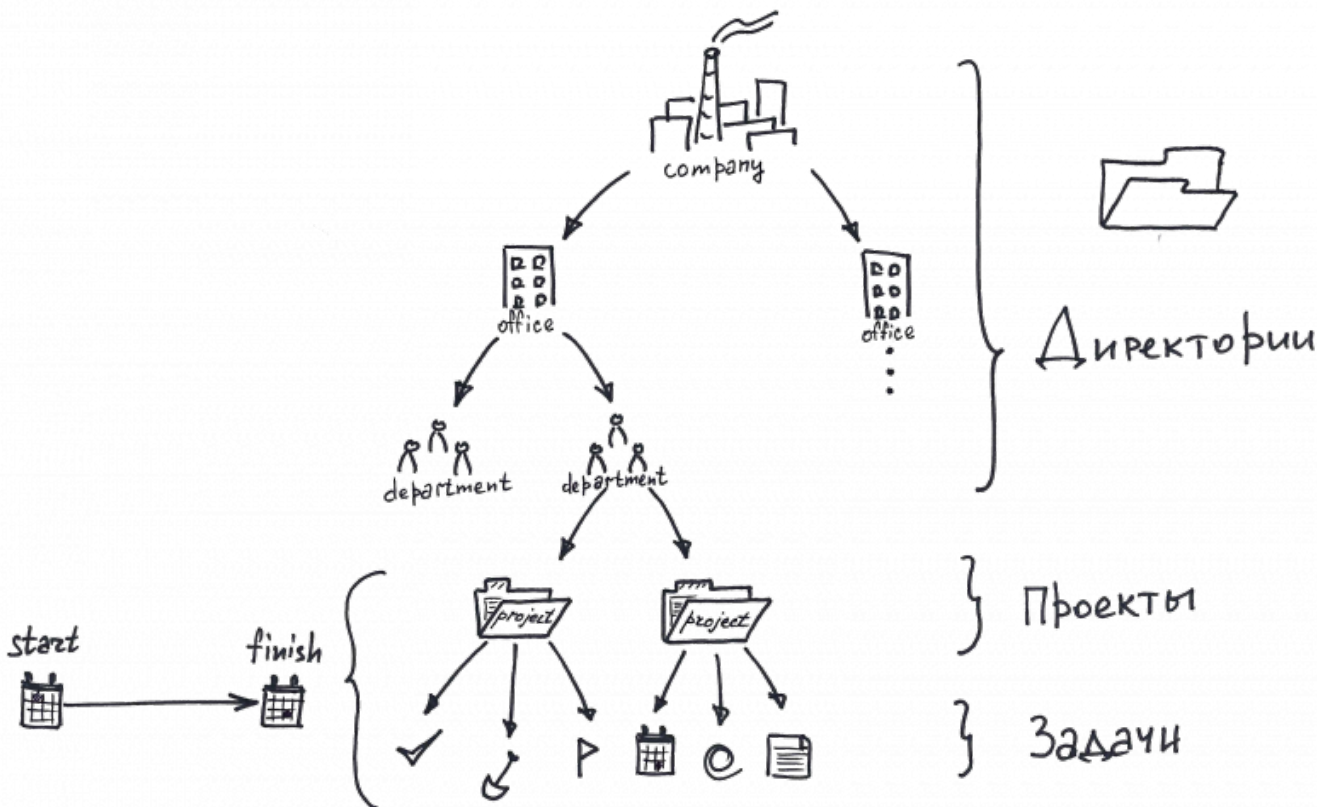 company
office
office
Директории
department
department
project
project
Проекты
start
finish
Задачи